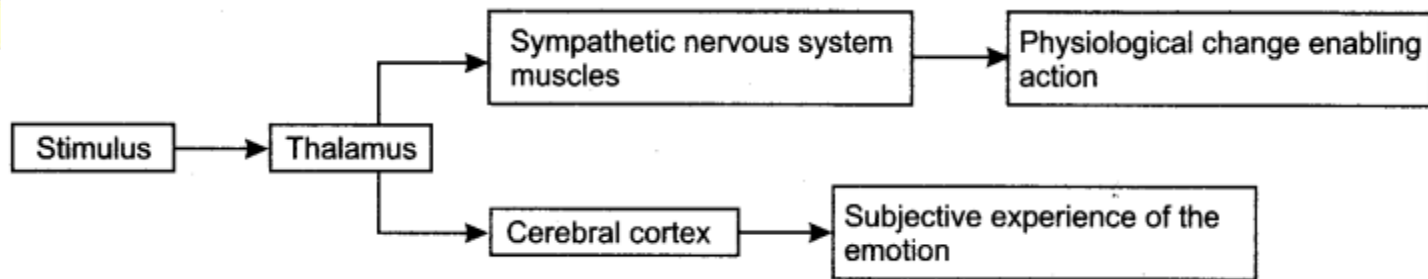 Sympathetic nervous system
muscles
Physiological change enabling
action
Stimulus
Thalamus
Cerebral cortex
Subjective experience of the
emotion